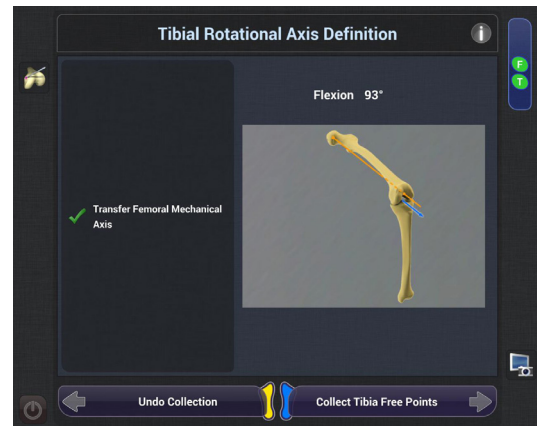 Tibial Rotational Axis Definition
i
F
T
Flexion 93°
Transfer Femoral Mechanical
Axis
Undo Collection
Collect Tibia Free Points